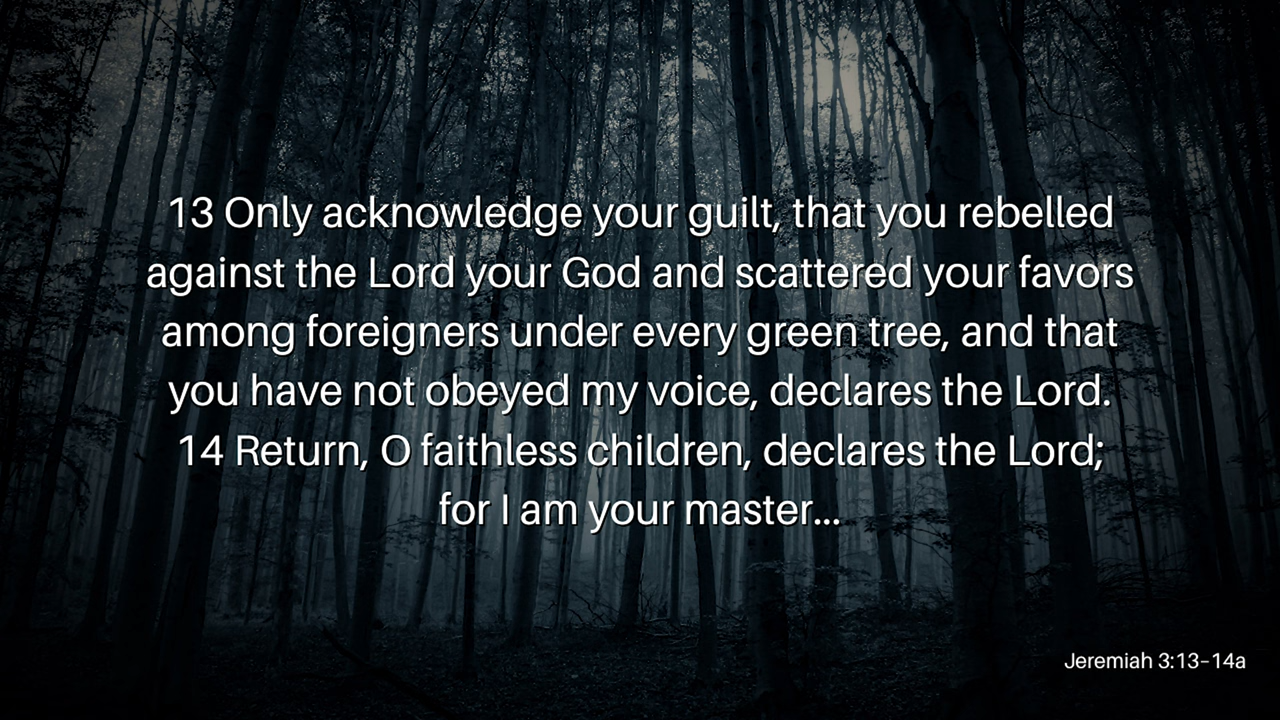 13 Only acknowledge your guilt, that you rebelled
against the Lord your God and scattered your favors
among foreigners under every green tree, and that
you have not obeyed my voice, declares the Lord.
14 Return, O faithless children, declares the Lord;
for I am your master...
Jeremiah 3:13–14a